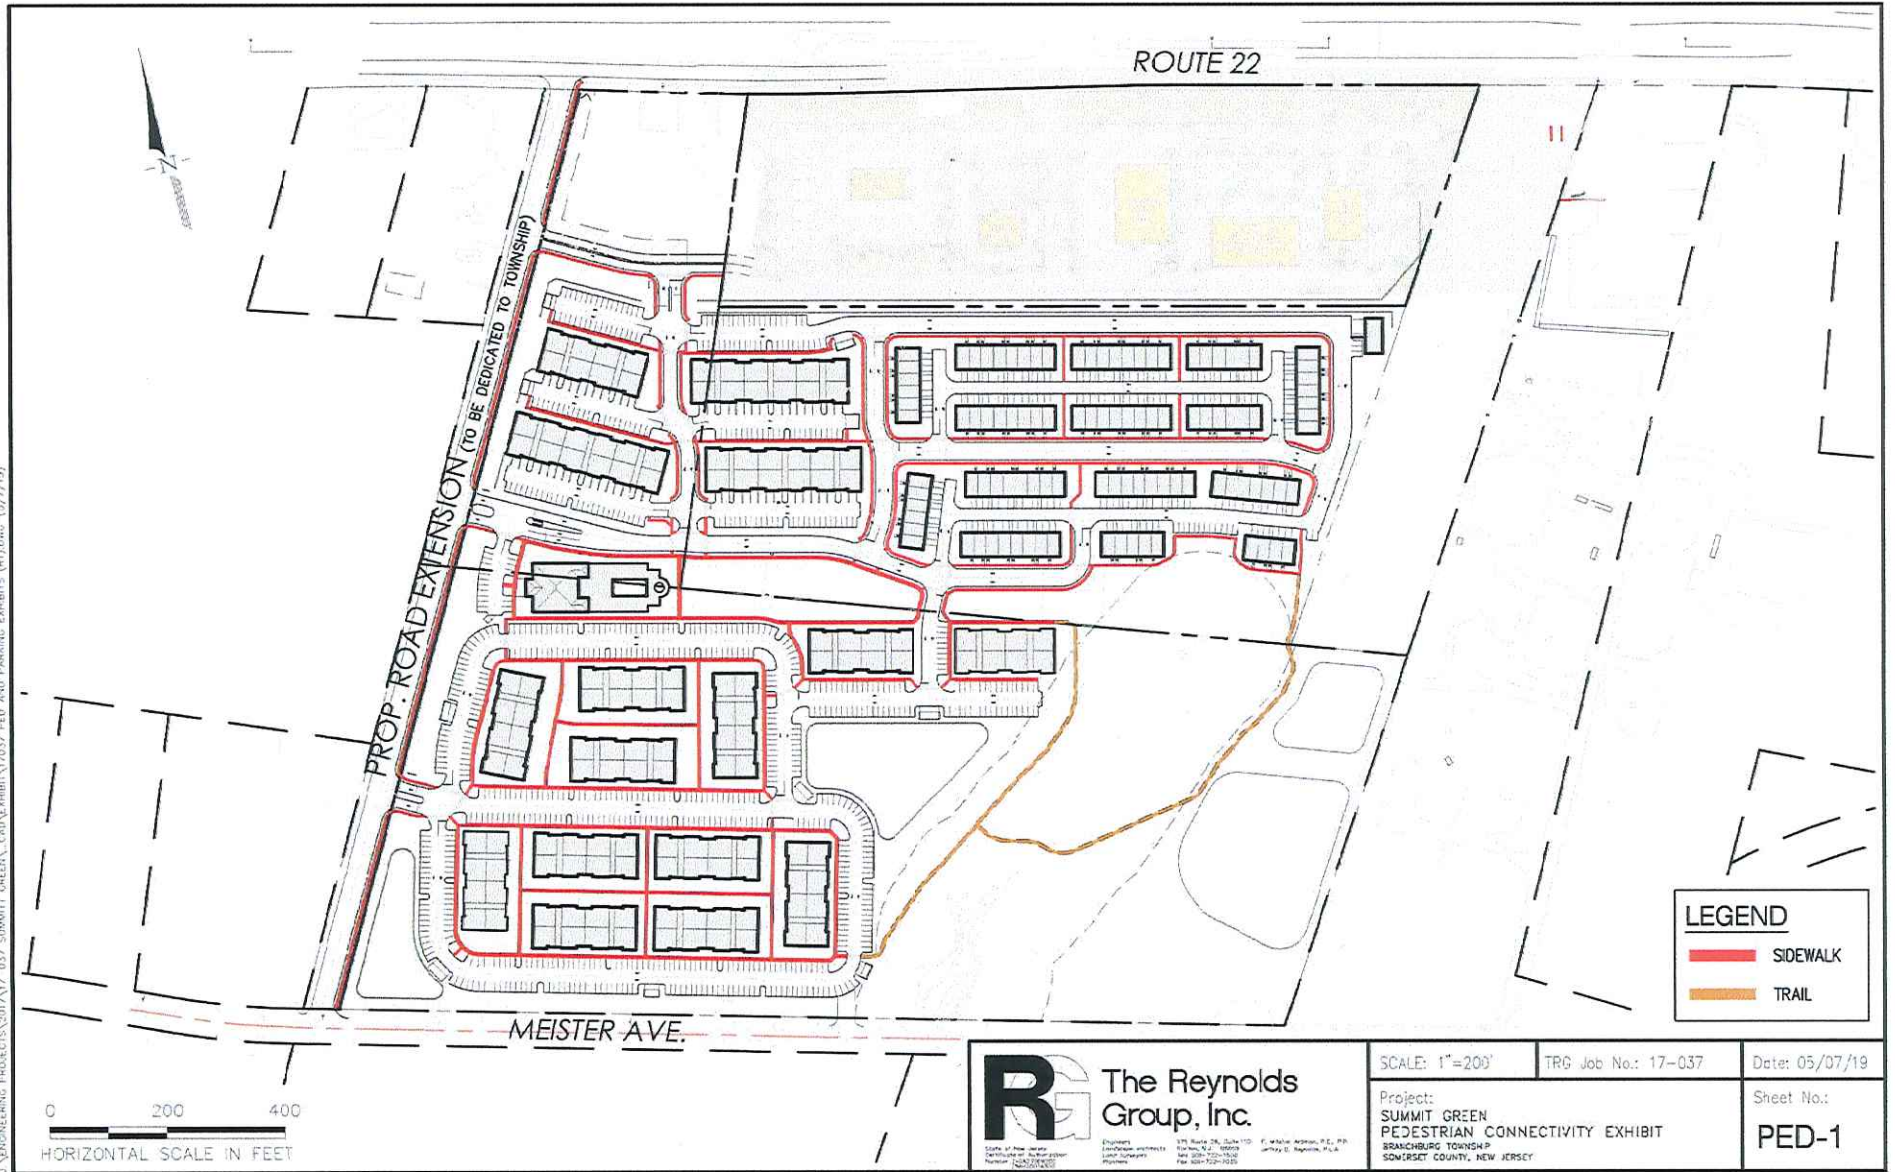 ROUTE 22
PROP. ROAD EXTENSION (TO BE DEDICATED TO TOWNSHIP)
MEISTER AVE.
N
0 200 400
HORIZONTAL SCALE IN FEET
LEGEND
SIDEWALK
TRAIL
RG
The Reynolds
Group, Inc.
SCALE: 1"=200'
TRG Job No.: 17-037
Date: 05/07/19
Project:
SUMMIT GREEN
PEDESTRIAN CONNECTIVITY EXHIBIT
BRANCHBURG TOWNSHIP
SOMERSET COUNTY, NEW JERSEY
Sheet No.:
PED-1